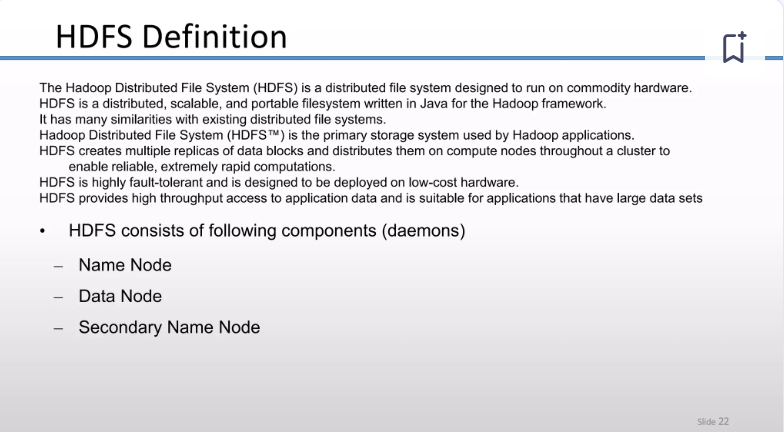 HDFS Definition
The Hadoop Distributed File System (HDFS) is a distributed file system designed to run on commodity hardware.
HDFS is a distributed, scalable, and portable filesystem written in Java for the Hadoop framework.
It has many similarities with existing distributed file systems.
Hadoop Distributed File System (HDFS™) is the primary storage system used by Hadoop applications.
HDFS creates multiple replicas of data blocks and distributes them on compute nodes throughout a cluster to
enable reliable, extremely rapid computations.
HDFS is highly fault-tolerant and is designed to be deployed on low-cost hardware.
HDFS provides high throughput access to application data and is suitable for applications that have large data sets
• HDFS consists of following components (daemons)
– Name Node
– Data Node
– Secondary Name Node
Slide 22